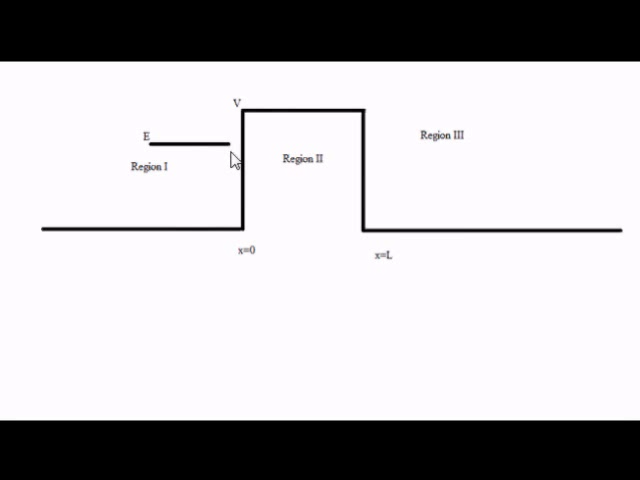 V
E
Region I
Region II
Region III
x=0
x=L